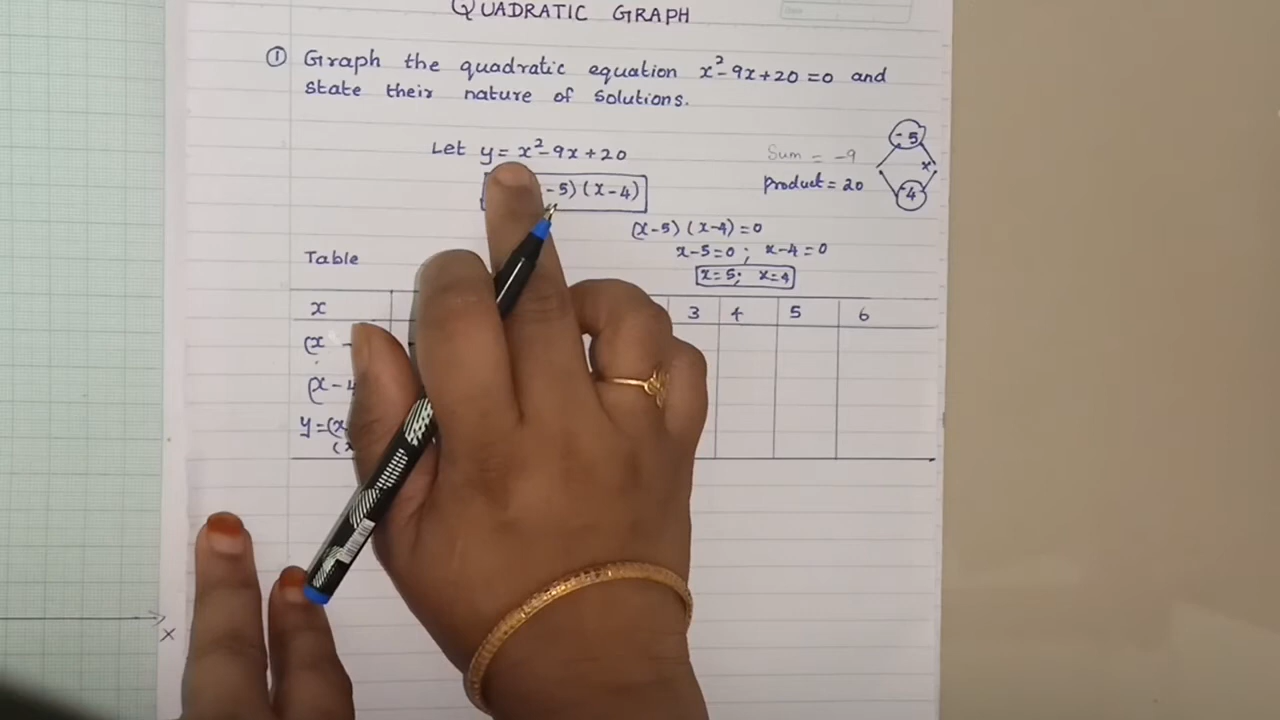 QUADRATIC GRAPH
① Graph the quadratic equation x²-9x+20=0 and
state their nature of solutions.
Let y= x²-9x+20
-5)(x-4)
Sum = -9
product = 20
-5
x
-4
(x-5)(x-4)=0
x-5=0 ; x-4=0
x=5; x=4
Table
x 3 4 5 6
(x -
(x-4
y=(x
(x
X